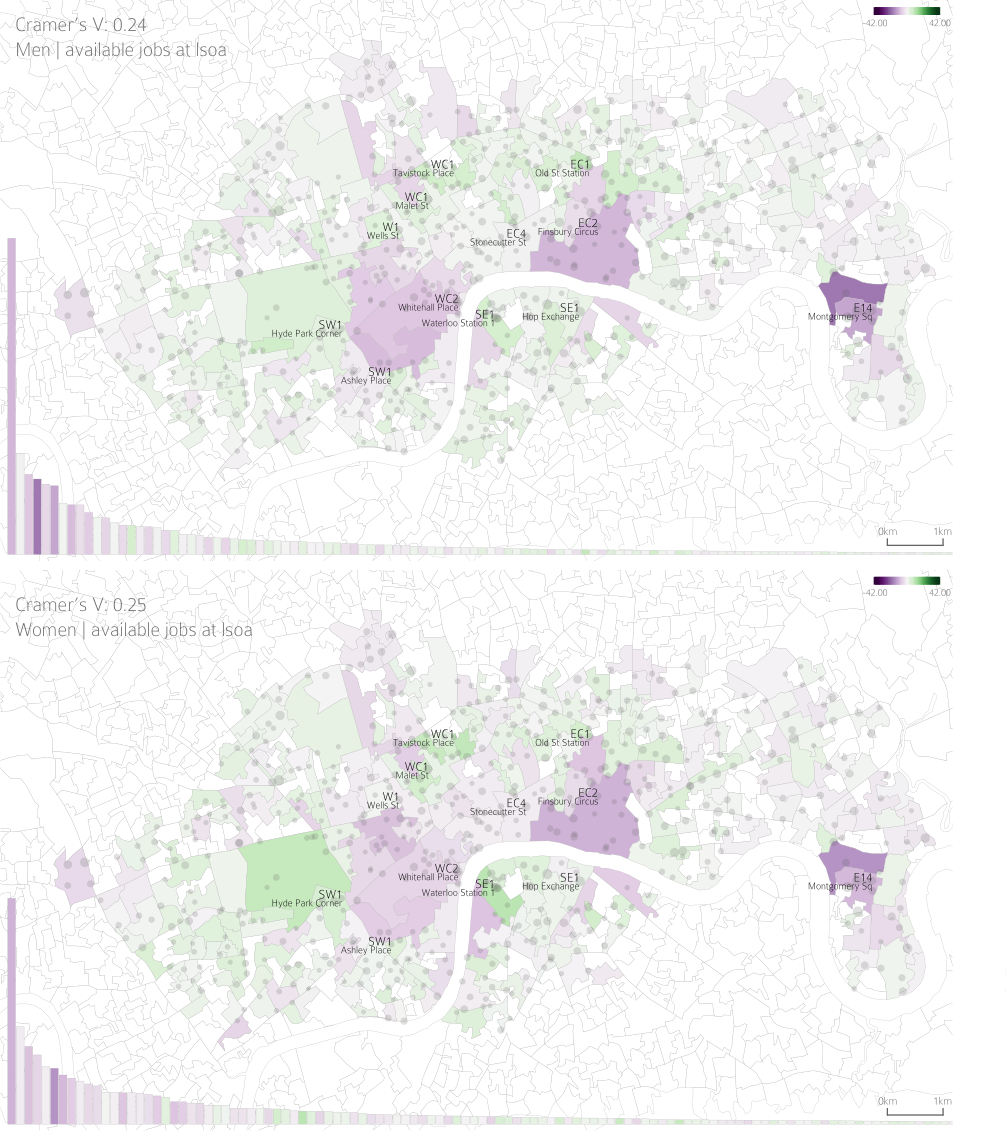 Cramer's V: 0.24
Men | available jobs at lsoa
-42.00 42.00
WC1
Tavistock Place
EC1
Old St Station
WC1
Malet St
W1
Wells St
EC4
Stonecutter St
EC2
Finsbury Circus
WC2
Whitehall Place
SE1
Waterloo Station 1
SE1
Hop Exchange
E14
Montgomery Sq
SW1
Hyde Park Corner
SW1
Ashley Place
0km 1km
Cramer's V: 0.25
Women | available jobs at lsoa
-42.00 42.00
WC1
Tavistock Place
EC1
Old St Station
WC1
Malet St
W1
Wells St
EC4
Stonecutter St
EC2
Finsbury Circus
WC2
Whitehall Place
SE1
Waterloo Station 1
SE1
Hop Exchange
E14
Montgomery Sq
SW1
Hyde Park Corner
SW1
Ashley Place
0km 1km